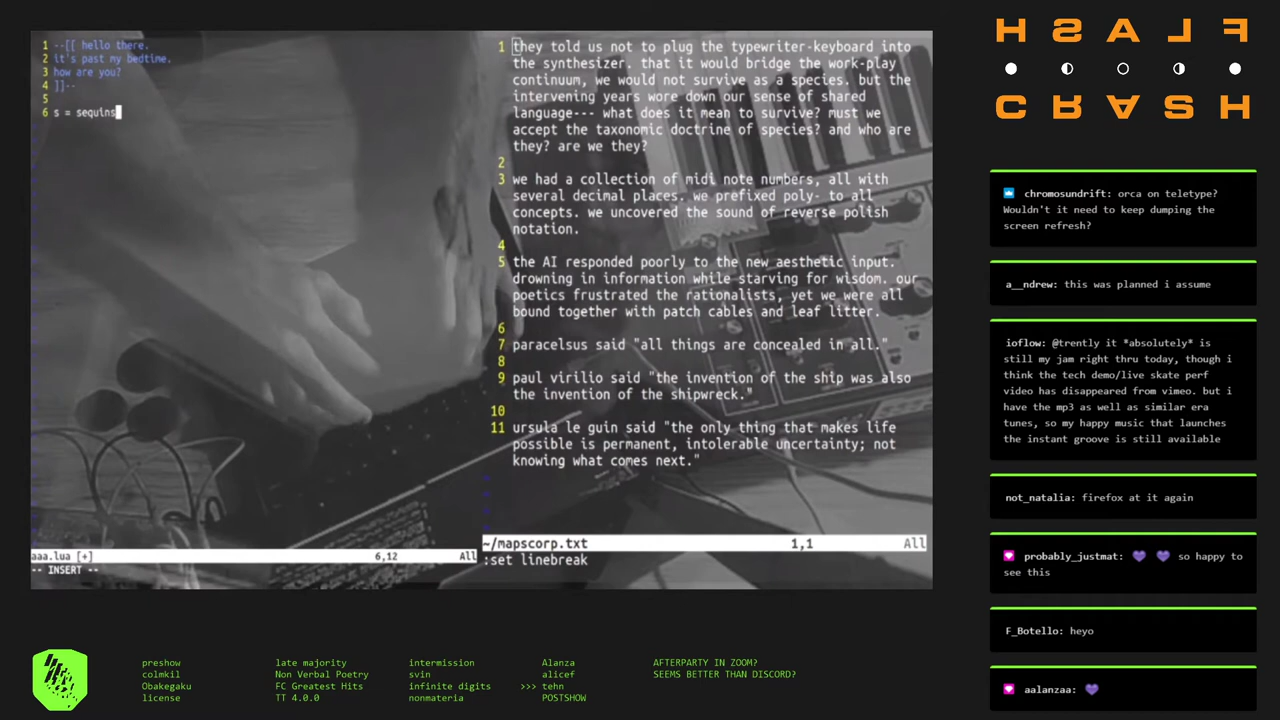 1 --[[ hello there.
2 it's past my bedtime.
3 how are you?
4 ]]--
5
6 s = sequins
aaa.lua [+] 6,12 All
-- INSERT --
1 they told us not to plug the typewriter-keyboard into
the synthesizer. that it would bridge the work-play
continuum, we would not survive as a species. but the
intervening years wore down our sense of shared
language--- what does it mean to survive? must we
accept the taxonomic doctrine of species? and who are
they? are we they?
2
3 we had a collection of midi note numbers, all with
several decimal places. we prefixed poly- to all
concepts. we uncovered the sound of reverse polish
notation.
4
5 the AI responded poorly to the new aesthetic input.
drowning in information while starving for wisdom. our
poetics frustrated the rationalists, yet we were all
bound together with patch cables and leaf litter.
6
7 paracelsus said "all things are concealed in all."
8
9 paul virilio said "the invention of the ship was also
the invention of the shipwreck."
10
11 ursula le guin said "the only thing that makes life
possible is permanent, intolerable uncertainty; not
knowing what comes next."
~/mapscorp.txt 1,1 All
:set linebreak
FLASH
CRASH
chromosundrift: orca on teletype?
Wouldn't it need to keep dumping the
screen refresh?
a__ndrew: this was planned i assume
ioflow: @trently it *absolutely* is
still my jam right thru today, though i
think the tech demo/live skate perf
video has disappeared from vimeo. but i
have the mp3 as well as similar era
tunes, so my happy music that launches
the instant groove is still available
not_natalia: firefox at it again
probably_justmat: 💜 💜 so happy to
see this
F_Botello: heyo
aalanzaa: 💜
preshow
colmkil
Obakegaku
license
late majority
Non Verbal Poetry
FC Greatest Hits
TT 4.0.0
intermission
svin
infinite digits
nonmateria
Alanza
alicef
>>> tehn
POSTSHOW
AFTERPARTY IN ZOOM?
SEEMS BETTER THAN DISCORD?